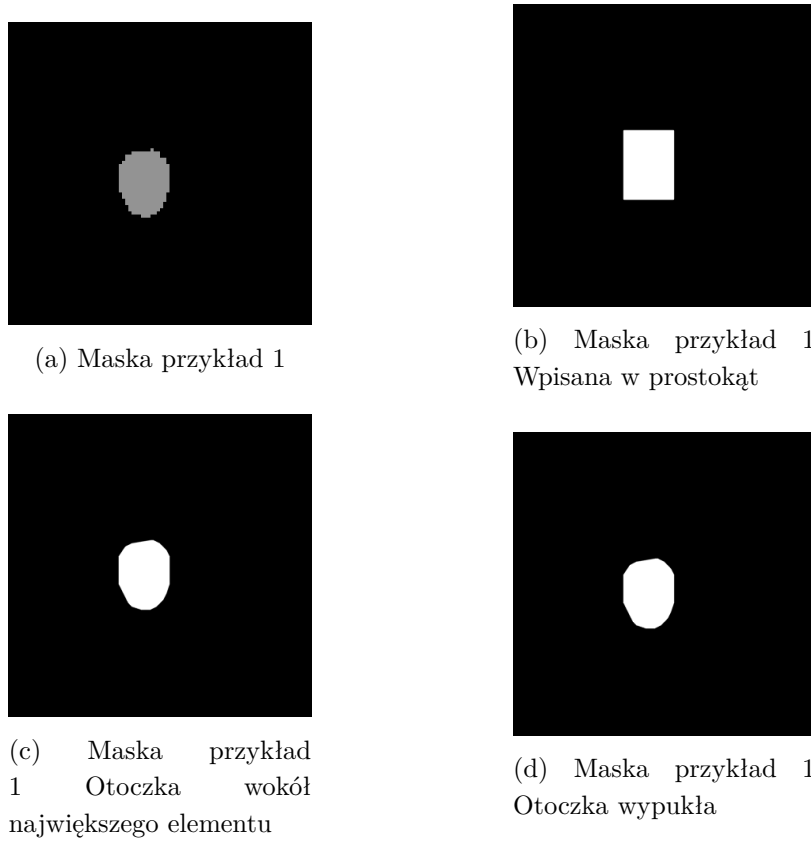 (a) Maska przykład 1
(b) Maska przykład 1
Wpisana w prostokąt
(c) Maska przykład
1 Otoczka wokół
największego elementu
(d) Maska przykład 1
Otoczka wypukła